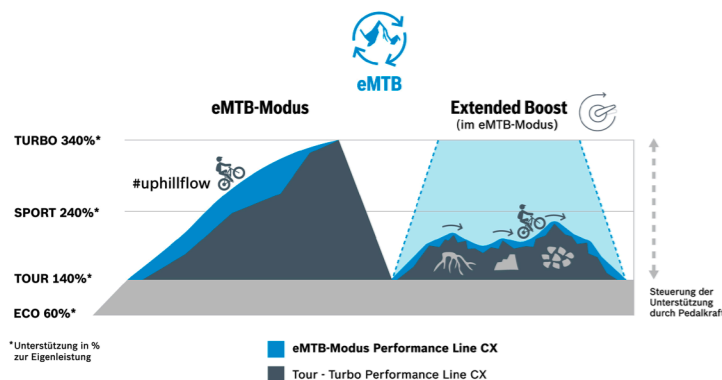 eMTB
eMTB-Modus
Extended Boost
(im eMTB-Modus)
TURBO 340%*
#uphillflow
SPORT 240%*
TOUR 140%*
ECO 60%*
Steuerung der
Unterstützung
durch Pedalkraft
*Unterstützung in %
zur Eigenleistung
eMTB-Modus Performance Line CX
Tour - Turbo Performance Line CX